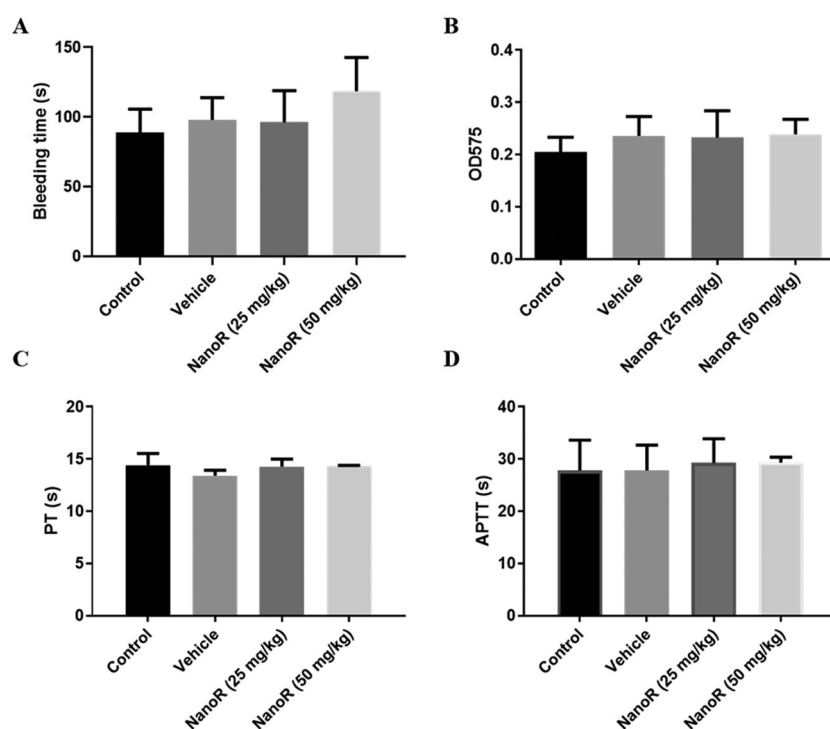 A
Bleeding time (s)
150
100
50
0
Control
Vehicle
NanoR (25 mg/kg)
NanoR (50 mg/kg)
B
OD575
0.4
0.3
0.2
0.1
0.0
Control
Vehicle
NanoR (25 mg/kg)
NanoR (50 mg/kg)
C
PT (s)
20
15
10
5
0
Control
Vehicle
NanoR (25 mg/kg)
NanoR (50 mg/kg)
D
APTT (s)
40
30
20
10
0
Control
Vehicle
NanoR (25 mg/kg)
NanoR (50 mg/kg)